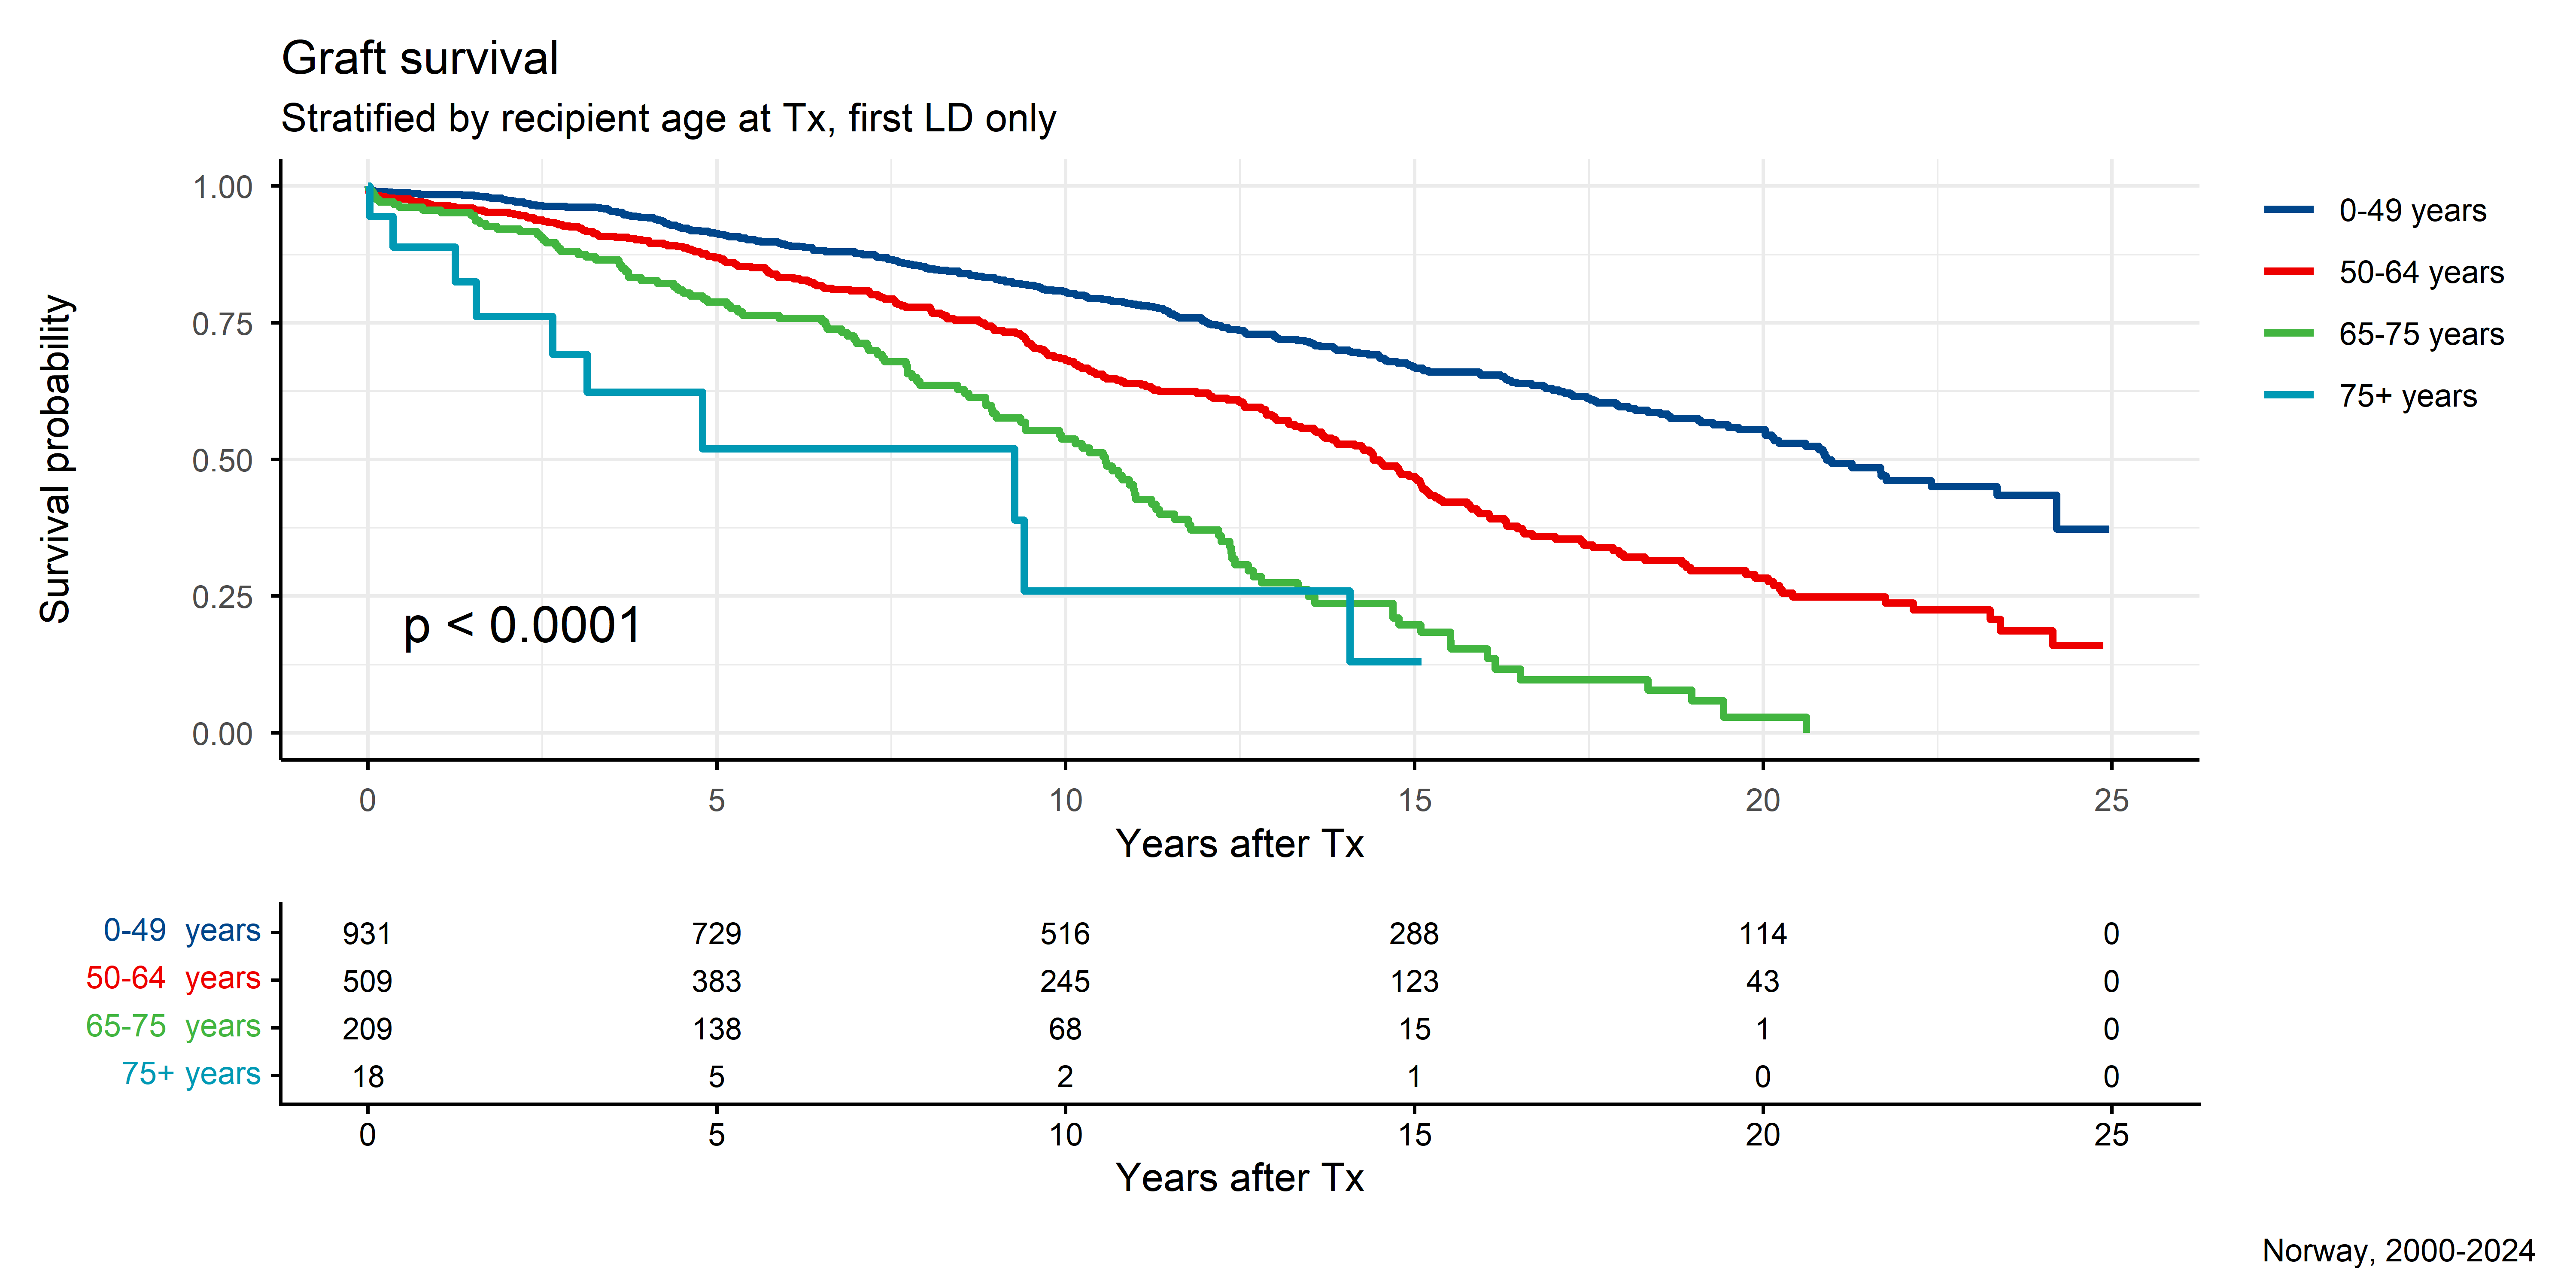 Graft survival
Stratified by recipient age at Tx, first LD only
Survival probability
1.00
0.75
0.50
0.25
0.00
p < 0.0001
0 5 10 15 20 25
Years after Tx
0-49 years
50-64 years
65-75 years
75+ years
0-49 years 931 729 516 288 114 0
50-64 years 509 383 245 123 43 0
65-75 years 209 138 68 15 1 0
75+ years 18 5 2 1 0 0
0 5 10 15 20 25
Years after Tx
Norway, 2000-2024